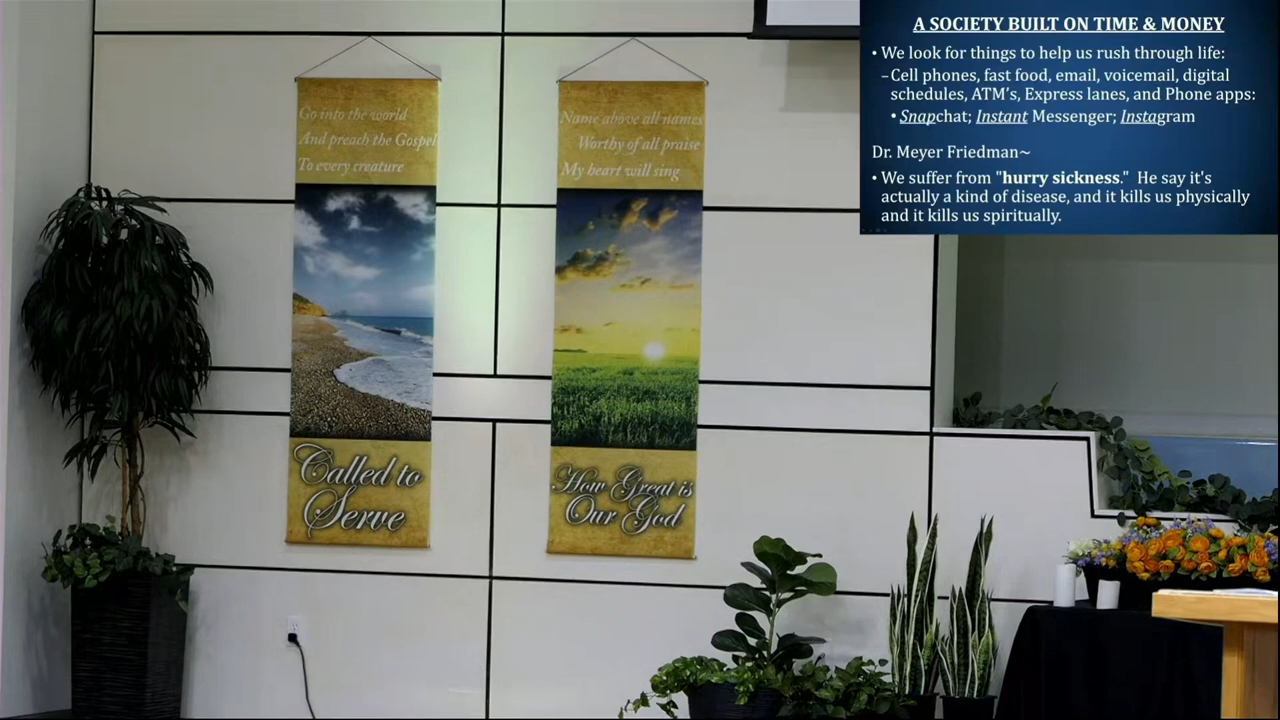 Go into the world
And preach the Gospel
To every creature
Called to
Serve
Name above all names
Worthy of all praise
My heart will sing
How Great is
Our God
A SOCIETY BUILT ON TIME & MONEY
• We look for things to help us rush through life:
–Cell phones, fast food, email, voicemail, digital
schedules, ATM's, Express lanes, and Phone apps:
• Snapchat; Instant Messenger; Instagram
Dr. Meyer Friedman~
• We suffer from "hurry sickness." He say it's
actually a kind of disease, and it kills us physically
and it kills us spiritually.